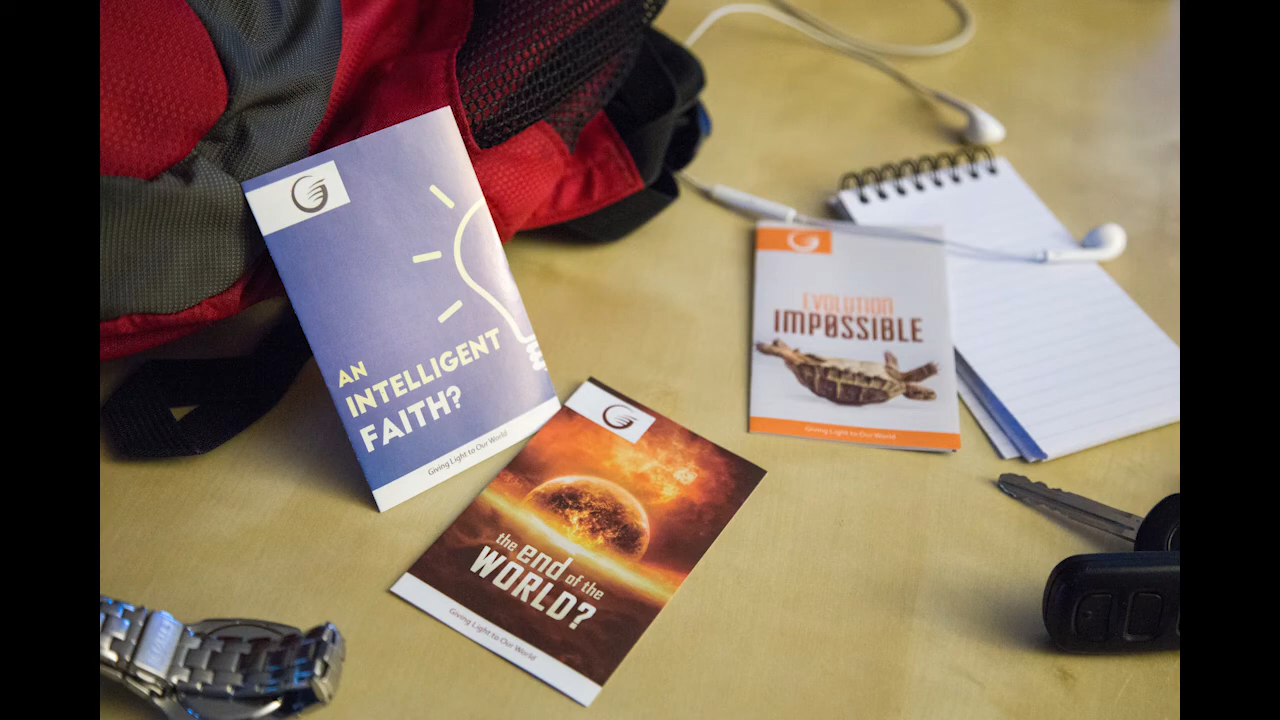 AN
INTELLIGENT
FAITH?
Giving Light to Our World
the end of the
WORLD?
Giving Light to Our World
EVOLUTION
IMPOSSIBLE
Giving Light to Our World